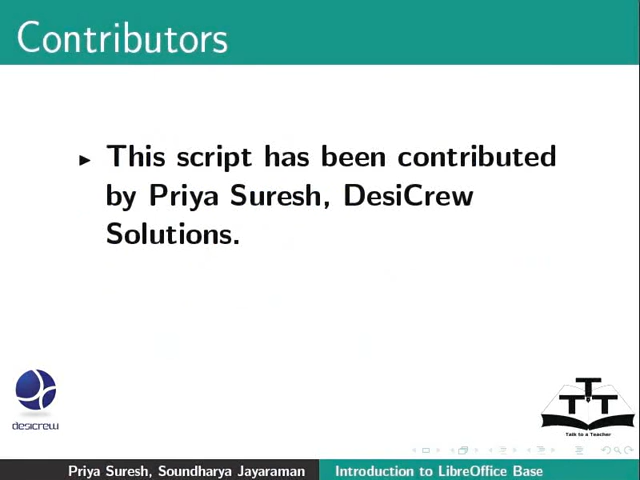 Contributors
This script has been contributed
by Priya Suresh, DesiCrew
Solutions.
desicrew
TTT
Talk to a Teacher
Priya Suresh, Soundharya Jayaraman
Introduction to LibreOffice Base